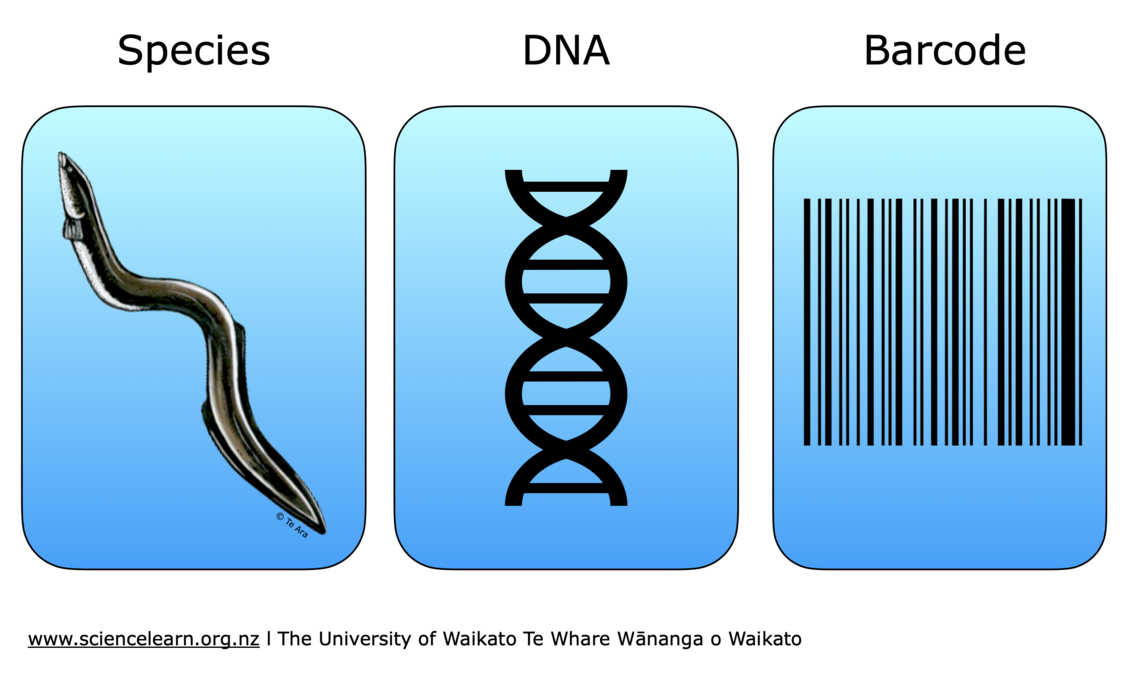 Species
DNA
Barcode
© Te Ara
www.sciencelearn.org.nz l The University of Waikato Te Whare Wānanga o Waikato